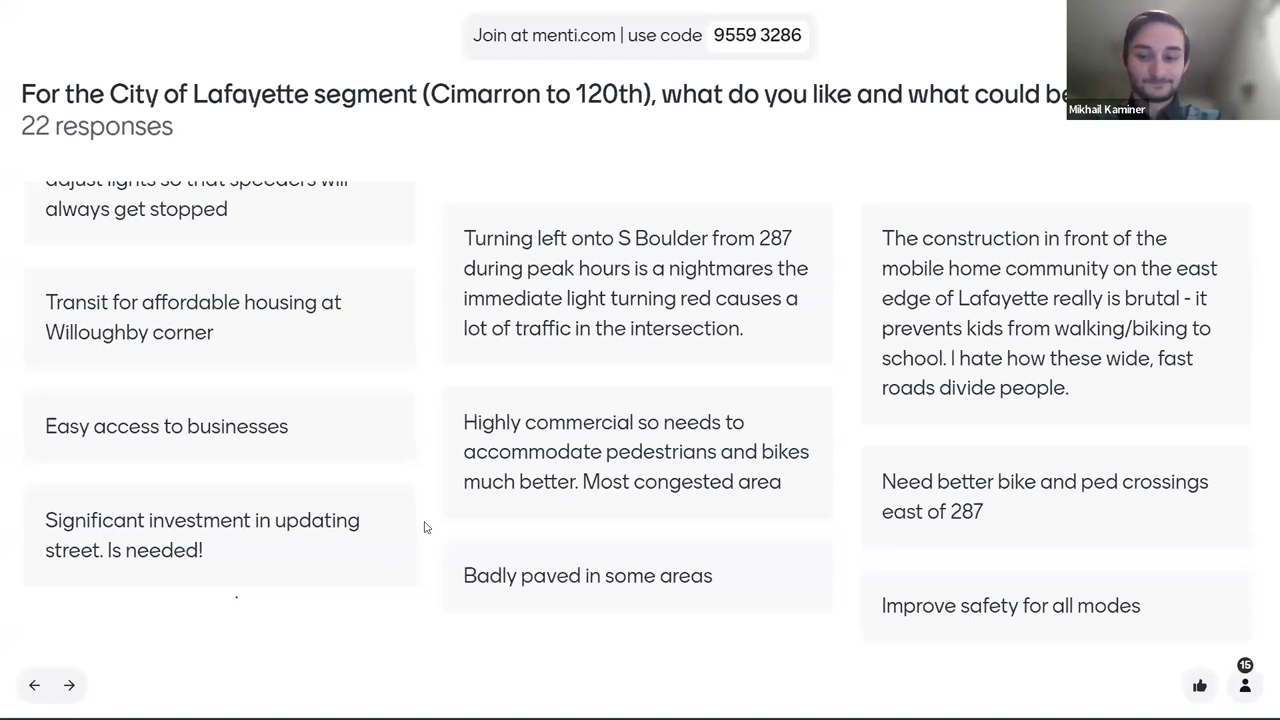 Join at menti.com | use code 9559 3286
For the City of Lafayette segment (Cimarron to 120th), what do you like and what could be
22 responses
Mikhail Kaminer
adjust lights so that speeders will
always get stopped
Transit for affordable housing at
Willoughby corner
Easy access to businesses
Significant investment in updating
street. Is needed!
Turning left onto S Boulder from 287
during peak hours is a nightmares the
immediate light turning red causes a
lot of traffic in the intersection.
Highly commercial so needs to
accommodate pedestrians and bikes
much better. Most congested area
Badly paved in some areas
The construction in front of the
mobile home community on the east
edge of Lafayette really is brutal - it
prevents kids from walking/biking to
school. I hate how these wide, fast
roads divide people.
Need better bike and ped crossings
east of 287
Improve safety for all modes
15